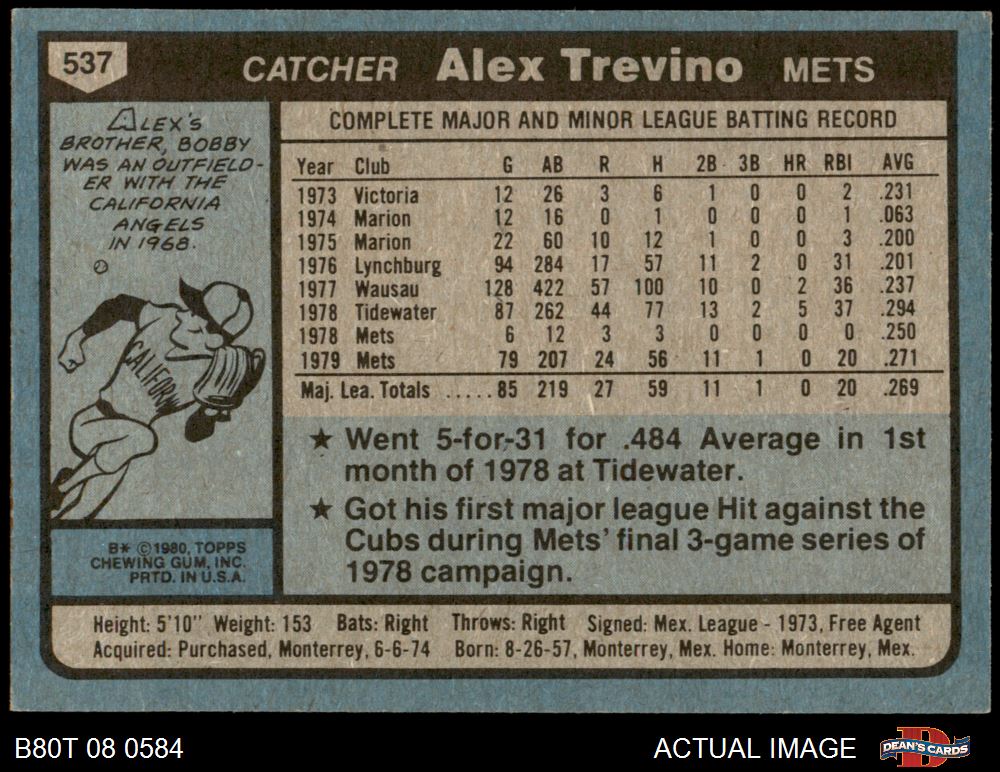 537
CATCHER Alex Trevino METS
ALEX'S
BROTHER, BOBBY
WAS AN OUTFIELD-
ER WITH THE
CALIFORNIA
ANGELS
IN 1968.
CALIFORN
B* © 1980, TOPPS
CHEWING GUM, INC.
PRTD. IN U.S.A.
COMPLETE MAJOR AND MINOR LEAGUE BATTING RECORD
Year Club G AB R H 2B 3B HR RBI AVG
1973 Victoria 12 26 3 6 1 0 0 2 .231
1974 Marion 12 16 0 1 0 0 0 1 .063
1975 Marion 22 60 10 12 1 0 0 3 .200
1976 Lynchburg 94 284 17 57 11 2 0 31 .201
1977 Wausau 128 422 57 100 10 0 2 36 .237
1978 Tidewater 87 262 44 77 13 2 5 37 .294
1978 Mets 6 12 3 3 0 0 0 0 .250
1979 Mets 79 207 24 56 11 1 0 20 .271
Maj. Lea. Totals .....85 219 27 59 11 1 0 20 .269
★ Went 5-for-31 for .484 Average in 1st
month of 1978 at Tidewater.
★ Got his first major league Hit against the
Cubs during Mets' final 3-game series of
1978 campaign.
Height: 5'10" Weight: 153 Bats: Right Throws: Right Signed: Mex. League - 1973, Free Agent
Acquired: Purchased, Monterrey, 6-6-74 Born: 8-26-57, Monterrey, Mex. Home: Monterrey, Mex.
B80T 08 0584 ACTUAL IMAGE DEAN'S CARDS